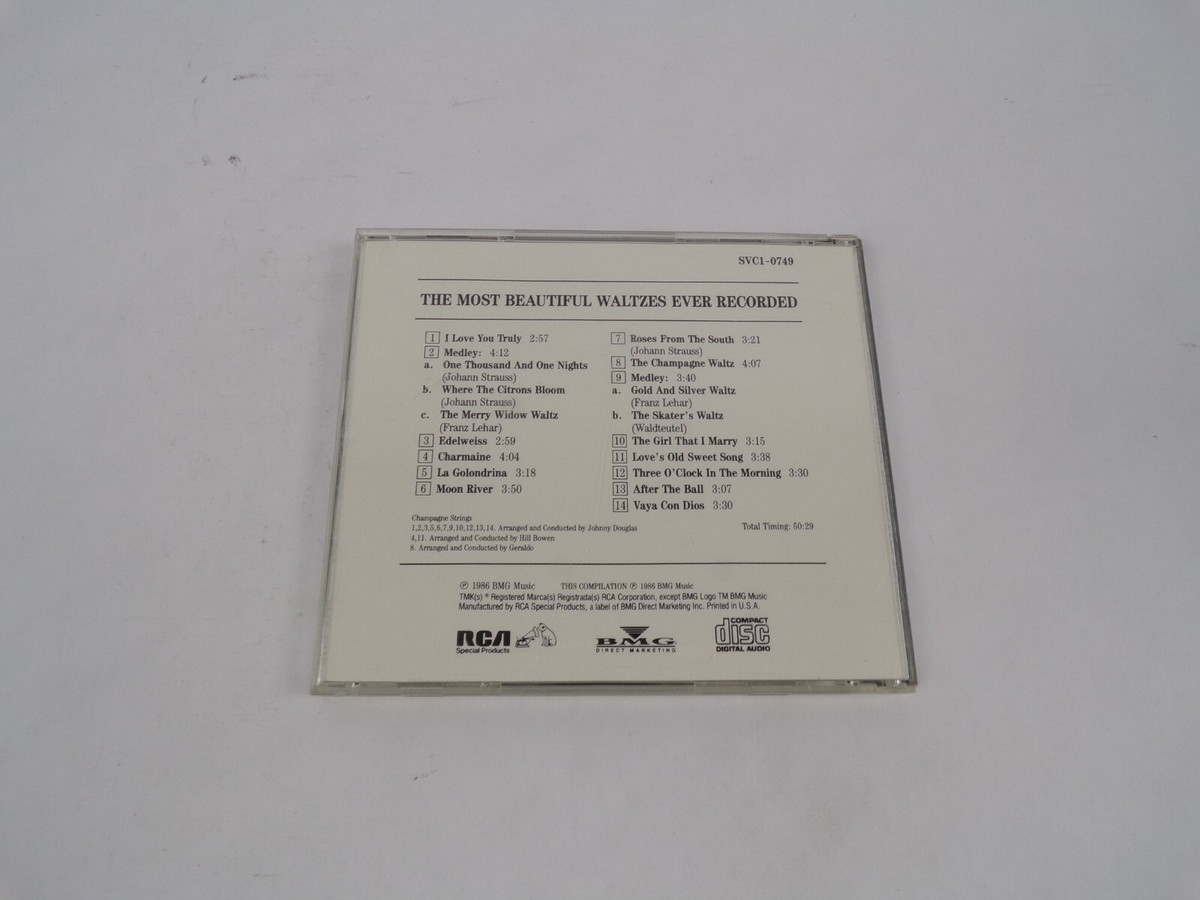 SVC1-0749
THE MOST BEAUTIFUL WALTZES EVER RECORDED
1 I Love You Truly 2:57
2 Medley: 4:12
a. One Thousand And One Nights
(Johann Strauss)
b. Where The Citrons Bloom
(Johann Strauss)
c. The Merry Widow Waltz
(Franz Lehar)
3 Edelweiss 2:59
4 Charmaine 4:04
5 La Golondrina 3:18
6 Moon River 3:50
7 Roses From The South 3:21
(Johann Strauss)
8 The Champagne Waltz 4:07
9 Medley: 3:40
a. Gold And Silver Waltz
(Franz Lehar)
b. The Skater's Waltz
(Waldteutel)
10 The Girl That I Marry 3:15
11 Love's Old Sweet Song 3:38
12 Three O'Clock In The Morning 3:30
13 After The Ball 3:07
14 Vaya Con Dios 3:30
Champagne Strings
1,2,3,5,6,7,9,10,12,13,14. Arranged and Conducted by Johnny Douglas
4,11. Arranged and Conducted by Hill Bowen
8. Arranged and Conducted by Geraldo
Total Timing: 50:29
℗ 1986 BMG Music THIS COMPILATION ℗ 1986 BMG Music
TMK(s) ® Registered Marca(s) Registrada(s) RCA Corporation, except BMG Logo TM BMG Music
Manufactured by RCA Special Products, a label of BMG Direct Marketing Inc. Printed in U.S.A.
RCA
Special Products
BMG
DIRECT MARKETING
COMPACT
disc
DIGITAL AUDIO